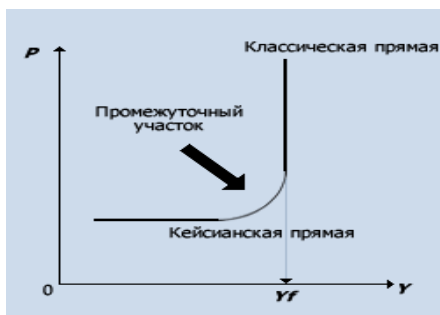 Классическая прямая
P
Промежуточный
участок
Кейсианская прямая
0
Yf
Y